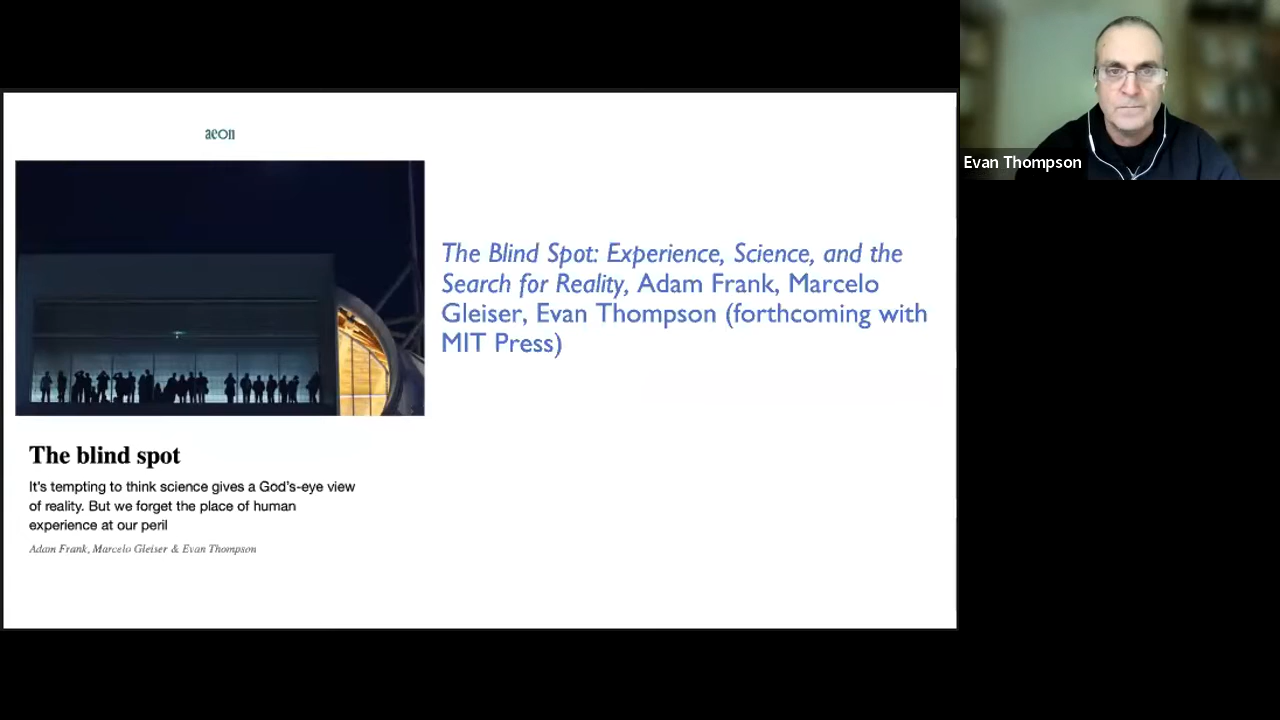 aeon
The Blind Spot: Experience, Science, and the
Search for Reality, Adam Frank, Marcelo
Gleiser, Evan Thompson (forthcoming with
MIT Press)
The blind spot
It's tempting to think science gives a God's-eye view
of reality. But we forget the place of human
experience at our peril
Adam Frank, Marcelo Gleiser & Evan Thompson
Evan Thompson